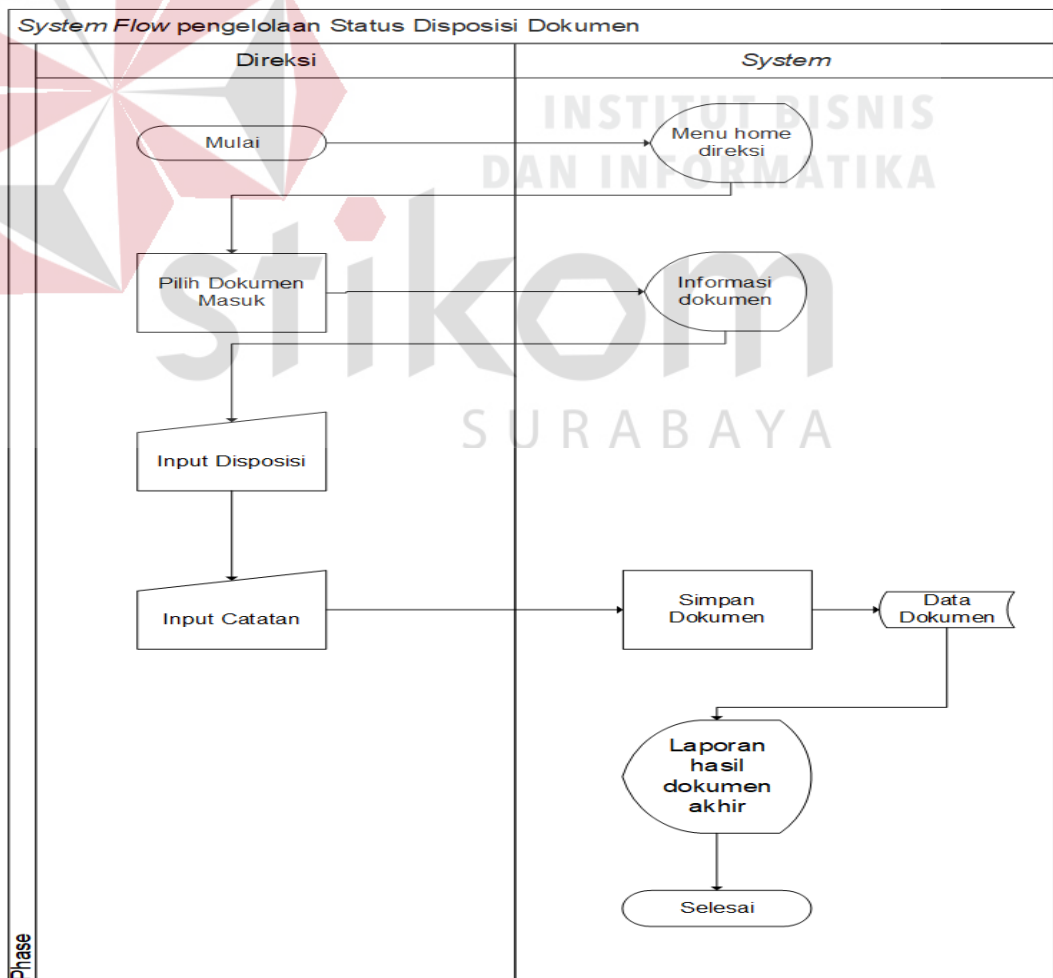 System Flow pengelolaan Status Disposisi Dokumen
Direksi
System
INSTITUT BISNIS
DAN INFORMATIKA
stikom
SURABAYA
Mulai
Menu home
direksi
Pilih Dokumen
Masuk
Informasi
dokumen
Input Disposisi
Input Catatan
Simpan
Dokumen
Data
Dokumen
Laporan
hasil
dokumen
akhir
Selesai
Phase